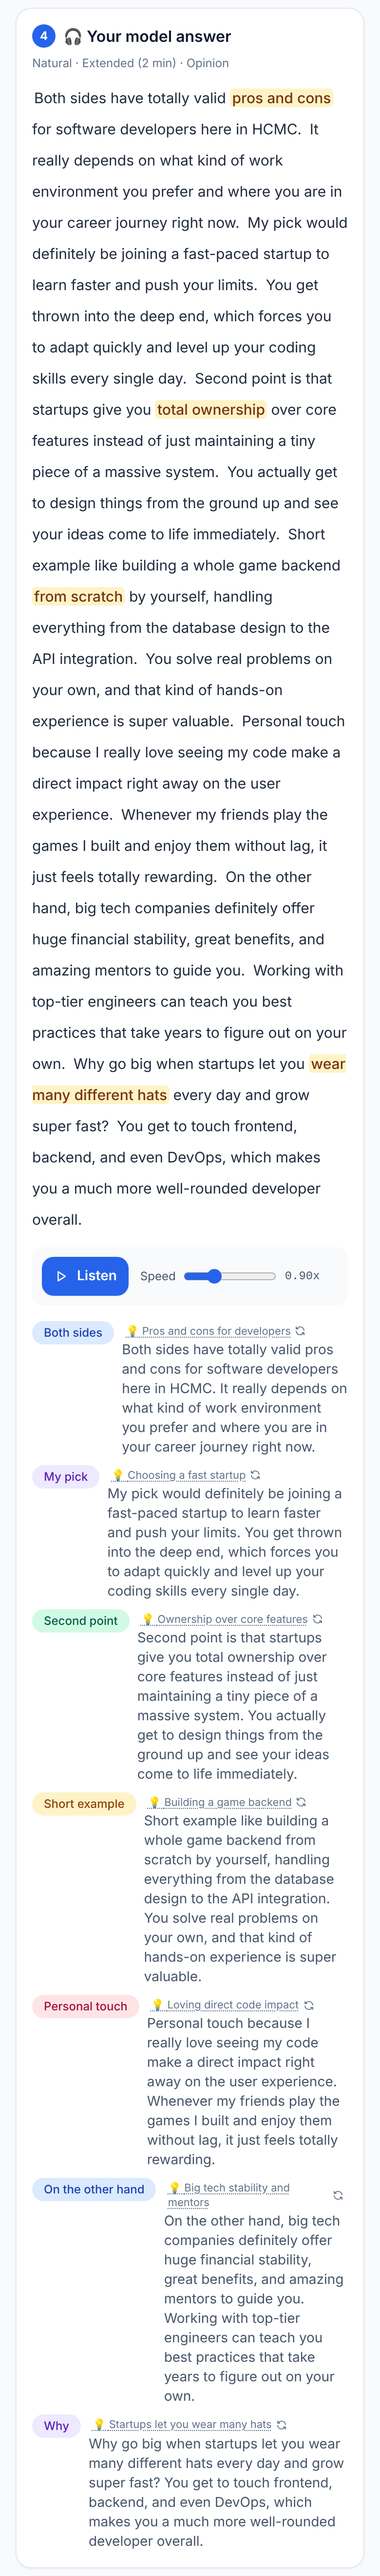 4 🎧 Your model answer
Natural · Extended (2 min) · Opinion
Both sides have totally valid pros and cons
for software developers here in HCMC. It
really depends on what kind of work
environment you prefer and where you are in
your career journey right now. My pick would
definitely be joining a fast-paced startup to
learn faster and push your limits. You get
thrown into the deep end, which forces you
to adapt quickly and level up your coding
skills every single day. Second point is that
startups give you total ownership over core
features instead of just maintaining a tiny
piece of a massive system. You actually get
to design things from the ground up and see
your ideas come to life immediately. Short
example like building a whole game backend
from scratch by yourself, handling
everything from the database design to the
API integration. You solve real problems on
your own, and that kind of hands-on
experience is super valuable. Personal touch
because I really love seeing my code make a
direct impact right away on the user
experience. Whenever my friends play the
games I built and enjoy them without lag, it
just feels totally rewarding. On the other
hand, big tech companies definitely offer
huge financial stability, great benefits, and
amazing mentors to guide you. Working with
top-tier engineers can teach you best
practices that take years to figure out on your
own. Why go big when startups let you wear
many different hats every day and grow
super fast? You get to touch frontend,
backend, and even DevOps, which makes
you a much more well-rounded developer
overall.
Listen Speed 0.90x
Both sides 💡 Pros and cons for developers
Both sides have totally valid pros
and cons for software developers
here in HCMC. It really depends on
what kind of work environment
you prefer and where you are in
your career journey right now.
My pick 💡 Choosing a fast startup
My pick would definitely be joining a
fast-paced startup to learn faster
and push your limits. You get thrown
into the deep end, which forces you
to adapt quickly and level up your
coding skills every single day.
Second point 💡 Ownership over core features
Second point is that startups
give you total ownership over
core features instead of just
maintaining a tiny piece of a
massive system. You actually
get to design things from the
ground up and see your ideas
come to life immediately.
Short example 💡 Building a game backend
Short example like building a
whole game backend from
scratch by yourself, handling
everything from the database
design to the API integration.
You solve real problems on
your own, and that kind of
hands-on experience is super
valuable.
Personal touch 💡 Loving direct code impact
Personal touch because I
really love seeing my code
make a direct impact right
away on the user experience.
Whenever my friends play the
games I built and enjoy them
without lag, it just feels totally
rewarding.
On the other hand 💡 Big tech stability and
mentors
On the other hand, big tech
companies definitely offer
huge financial stability,
great benefits, and amazing
mentors to guide you.
Working with top-tier
engineers can teach you
best practices that take
years to figure out on your
own.
Why 💡 Startups let you wear many hats
Why go big when startups let you wear
many different hats every day and grow
super fast? You get to touch frontend,
backend, and even DevOps, which
makes you a much more well-rounded
developer overall.